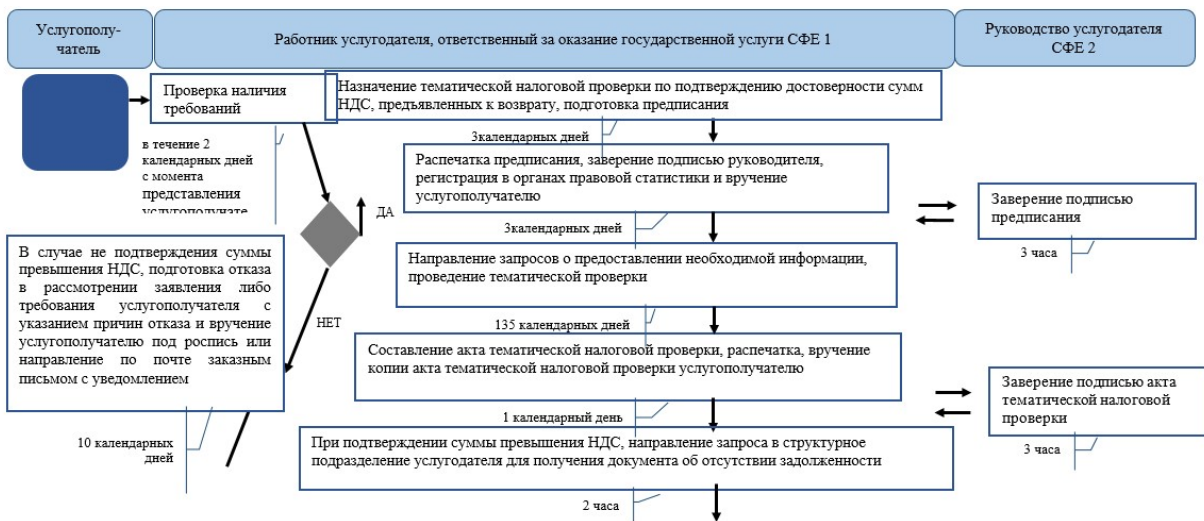 Услугополу-
чатель
Работник услугодателя, ответственный за оказание государственной услуги СФЕ 1
Руководство услугодателя
СФЕ 2
Проверка наличия
требований
Назначение тематической налоговой проверки по подтверждению достоверности сумм
НДС, предъявленных к возврату, подготовка предписания
в течение 2
календарных дней
с момента
представления
услугополучате
3календарных дней
Распечатка предписания, заверение подписью руководителя,
регистрация в органах правовой статистики и вручение
услугополучателю
ДА
Заверение подписью
предписания
3календарных дней
3 часа
В случае не подтверждения суммы
превышения НДС, подготовка отказа
в рассмотрении заявления либо
требования услугополучателя с
указанием причин отказа и вручение
услугополучателю под роспись или
направление по почте заказным
письмом с уведомлением
Направление запросов о предоставлении необходимой информации,
проведение тематической проверки
НЕТ
135 календарных дней
Составление акта тематической налоговой проверки, распечатка, вручение
копии акта тематической налоговой проверки услугополучателю
Заверение подписью акта
тематической налоговой
проверки
1 календарный день
10 календарных
дней
При подтверждении суммы превышения НДС, направление запроса в структурное
подразделение услугодателя для получения документа об отсутствии задолженности
3 часа
2 часа